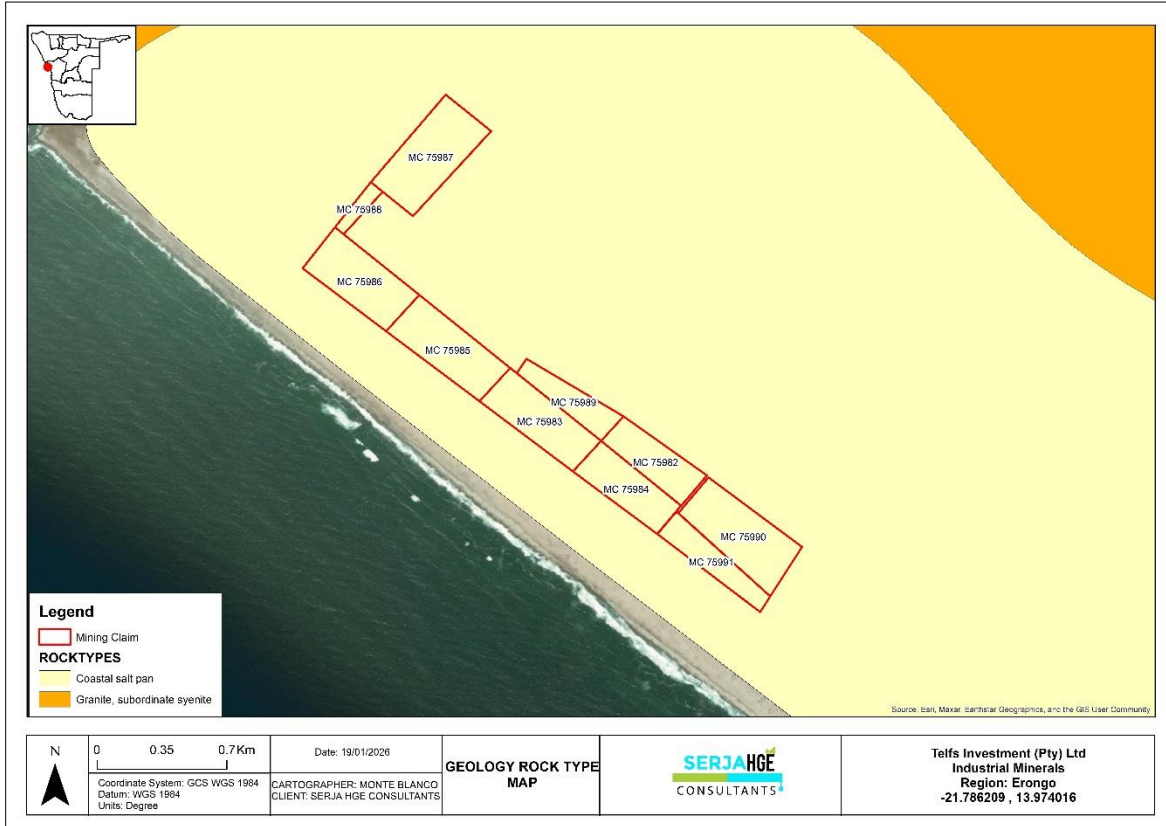 MC 75987
MC 75988
MC 75986
MC 75985
MC 75989
MC 75983
MC 75982
MC 75984
MC 75990
MC 75991
Legend
Mining Claim
ROCKTYPES
Coastal salt pan
Granite, subordinate syenite
Source: Esri, Maxar, Earthstar Geographics, and the GIS User Community
N
0 0.35 0.7Km
Coordinate System: GCS WGS 1984
Datum: WGS 1984
Units: Degree
Date: 19/01/2026
CARTOGRAPHER: MONTE BLANCO
CLIENT: SERJA HGE CONSULTANTS
GEOLOGY ROCK TYPE
MAP
SERJAHGE
CONSULTANTS
Telfs Investment (Pty) Ltd
Industrial Minerals
Region: Erongo
-21.786209 , 13.974016